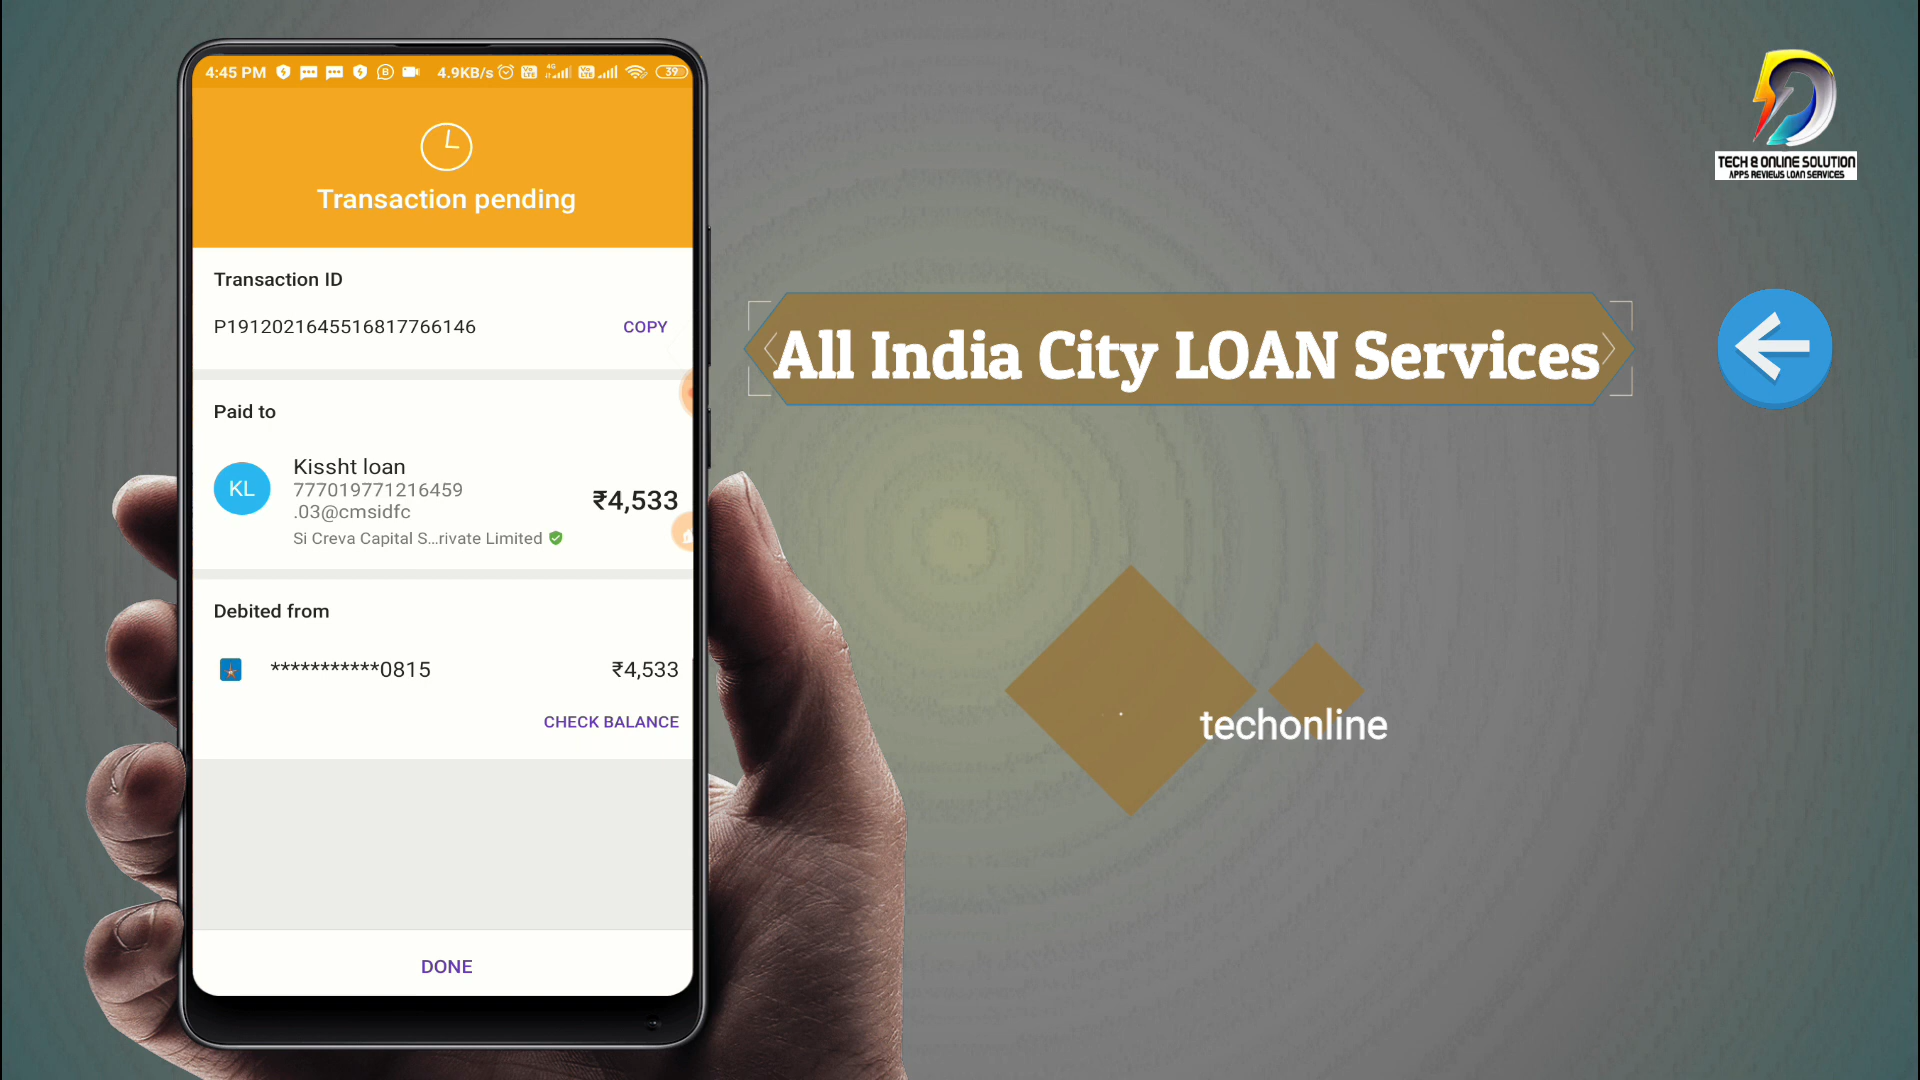 4:45 PM 4.9KB/s 4G 39
Transaction pending
Transaction ID
P1912021645516817766146
COPY
Paid to
KL
Kissht loan
777019771216459
.03@cmsidfc
₹4,533
Si Creva Capital S...rivate Limited
Debited from
***********0815
₹4,533
CHECK BALANCE
DONE
All India City LOAN Services
techonline
TECH & ONLINE SOLUTION
APPS REVIEWS LOAN SERVICES